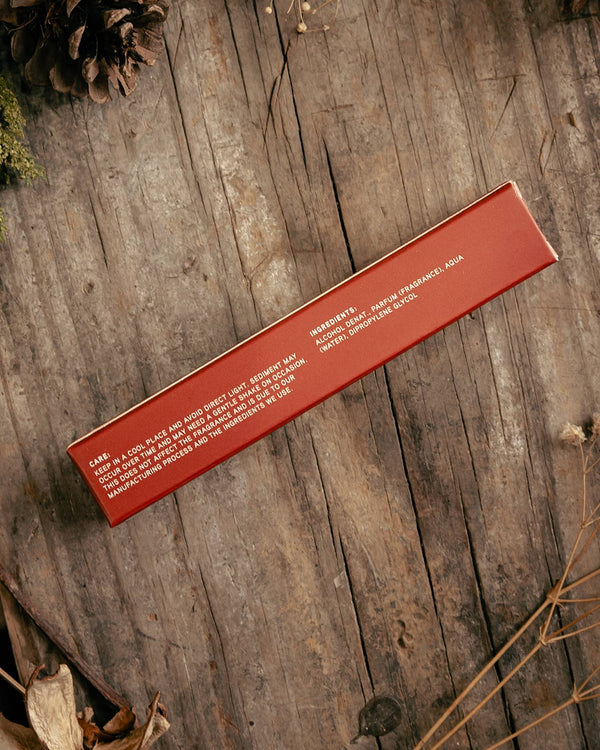 CARE:
KEEP IN A COOL PLACE AND AVOID DIRECT LIGHT. SEDIMENT MAY
OCCUR OVER TIME AND MAY NEED A GENTLE SHAKE ON OCCASION.
THIS DOES NOT AFFECT THE FRAGRANCE AND IS DUE TO OUR
MANUFACTURING PROCESS AND THE INGREDIENTS WE USE.
INGREDIENTS:
ALCOHOL DENAT., PARFUM (FRAGRANCE), AQUA
(WATER), DIPROPYLENE GLYCOL